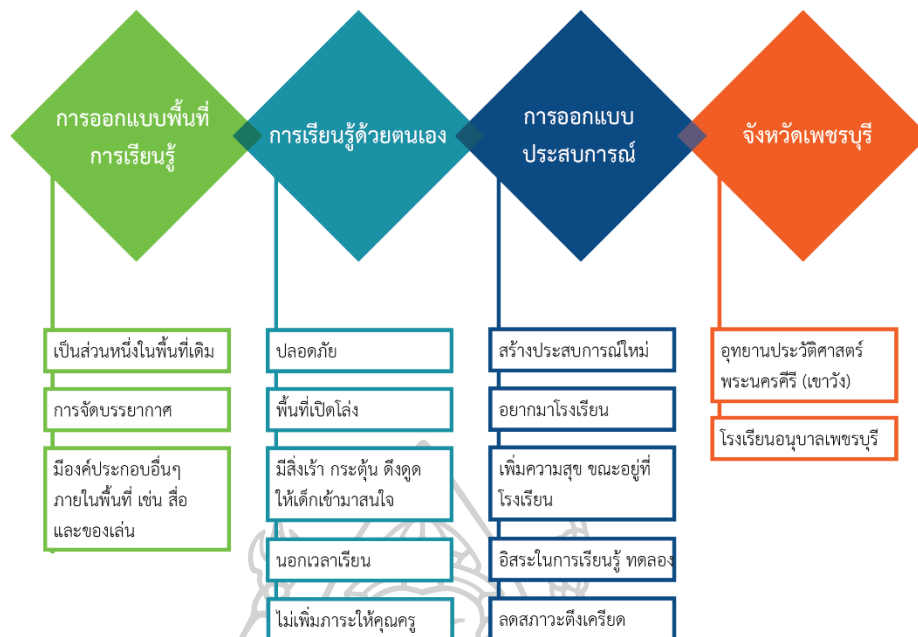 การออกแบบพื้นที่
การเรียนรู้
การเรียนรู้ด้วยตนเอง
การออกแบบ
ประสบการณ์
จังหวัดเพชรบุรี
เป็นส่วนหนึ่งในพื้นที่เดิม
การจัดบรรยากาศ
มีองค์ประกอบอื่นๆ
ภายในพื้นที่ เช่น สื่อ
และของเล่น
ปลอดภัย
พื้นที่เปิดโล่ง
มีสิ่งเร้า กระตุ้น ดึงดูด
ให้เด็กเข้ามาสนใจ
นอกเวลาเรียน
ไม่เพิ่มภาระให้คุณครู
สร้างประสบการณ์ใหม่
อยากมาโรงเรียน
เพิ่มความสุข ขณะอยู่ที่
โรงเรียน
อิสระในการเรียนรู้ ทดลอง
ลดสภาวะตึงเครียด
อุทยานประวัติศาสตร์
พระนครคีรี (เขาวัง)
โรงเรียนอนุบาลเพชรบุรี